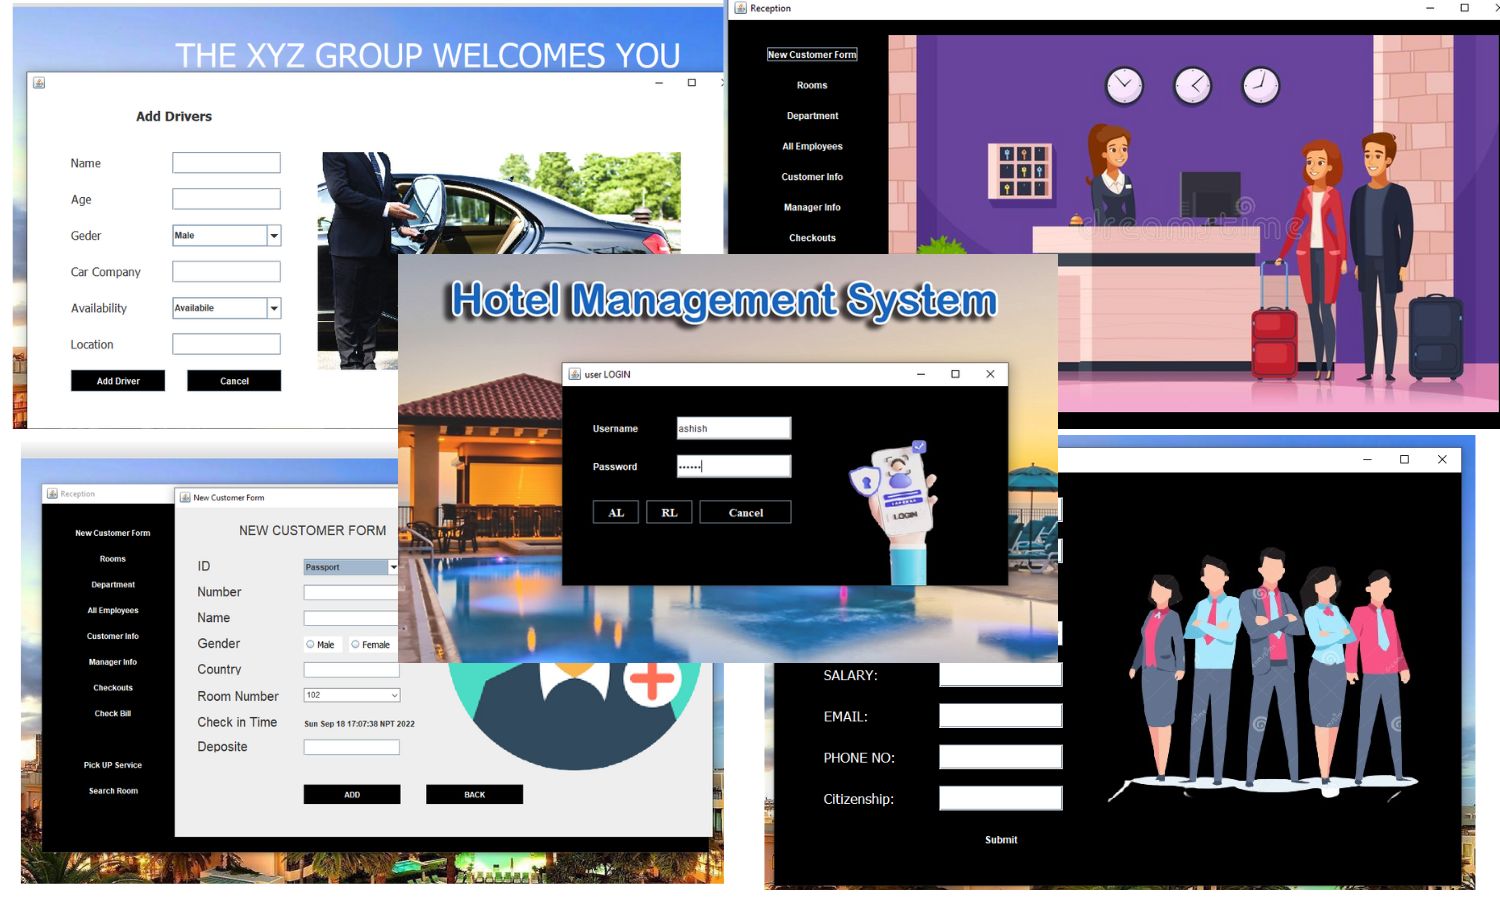 THE XYZ GROUP WELCOMES YOU
Add Drivers
Name
Age
Geder
Male
Car Company
Availability
Availabile
Location
Add Driver
Cancel
Reception
New Customer Form
Rooms
Department
All Employees
Customer Info
Manager Info
Checkouts
dreamstime
Hotel Management System
user LOGIN
Username
ashish
Password
••••••
AL
RL
Cancel
LOGIN
Reception
New Customer Form
Rooms
Department
All Employees
Customer Info
Manager Info
Checkouts
Check Bill
Pick UP Service
Search Room
New Customer Form
NEW CUSTOMER FORM
ID
Passport
Number
Name
Gender
Male
Female
Country
Room Number
102
Check in Time
Sun Sep 18 17:07:38 NPT 2022
Deposite
ADD
BACK
SALARY:
EMAIL:
PHONE NO:
Citizenship:
Submit